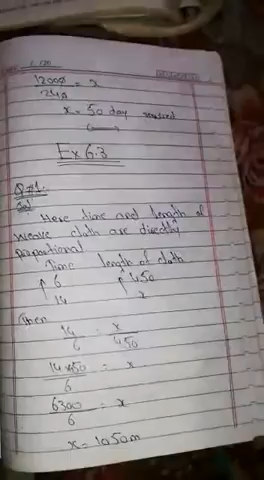 12000/240 = x
x = 50 day required
Ex 6.3
Q#1.
Sol
Here time and length of
weave cloth are directly
proportional
Time length of cloth
↑ 6 ↑ 450
14 x
Then
14/6 = x/450
14×450/6 = x
6300/6 = x
x = 1050m